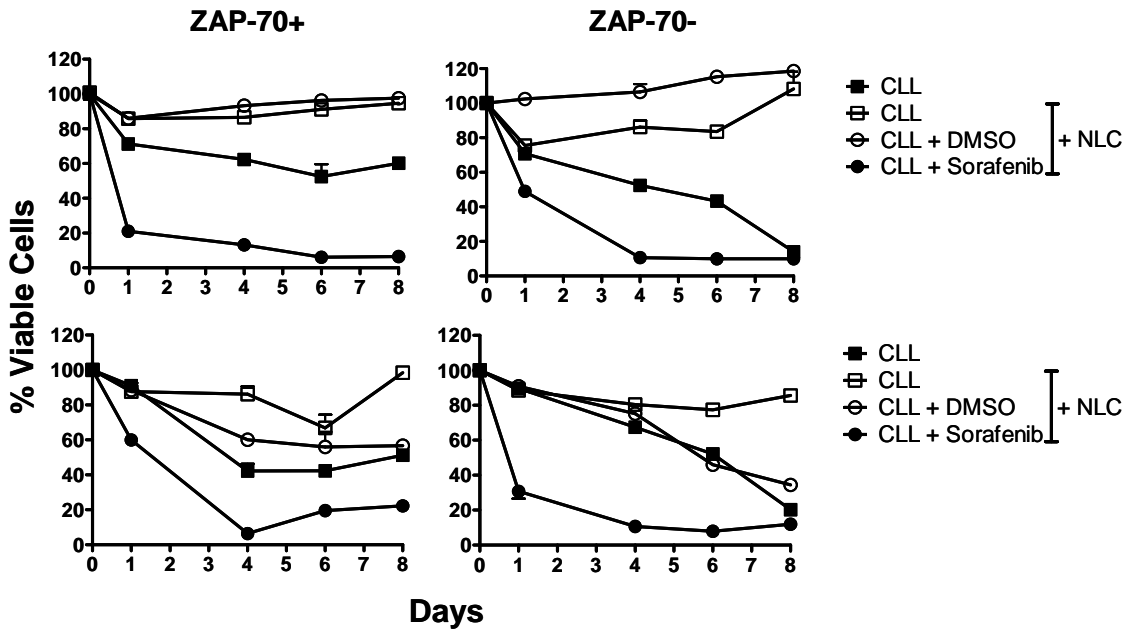 ZAP-70+
ZAP-70-
% Viable Cells
120
100
80
60
40
20
0
0 1 2 3 4 5 6 7 8
120
100
80
60
40
20
0
0 1 2 3 4 5 6 7 8
CLL
CLL
CLL + DMSO
CLL + Sorafenib
+ NLC
120
100
80
60
40
20
0
0 1 2 3 4 5 6 7 8
120
100
80
60
40
20
0
0 1 2 3 4 5 6 7 8
CLL
CLL
CLL + DMSO
CLL + Sorafenib
+ NLC
Days